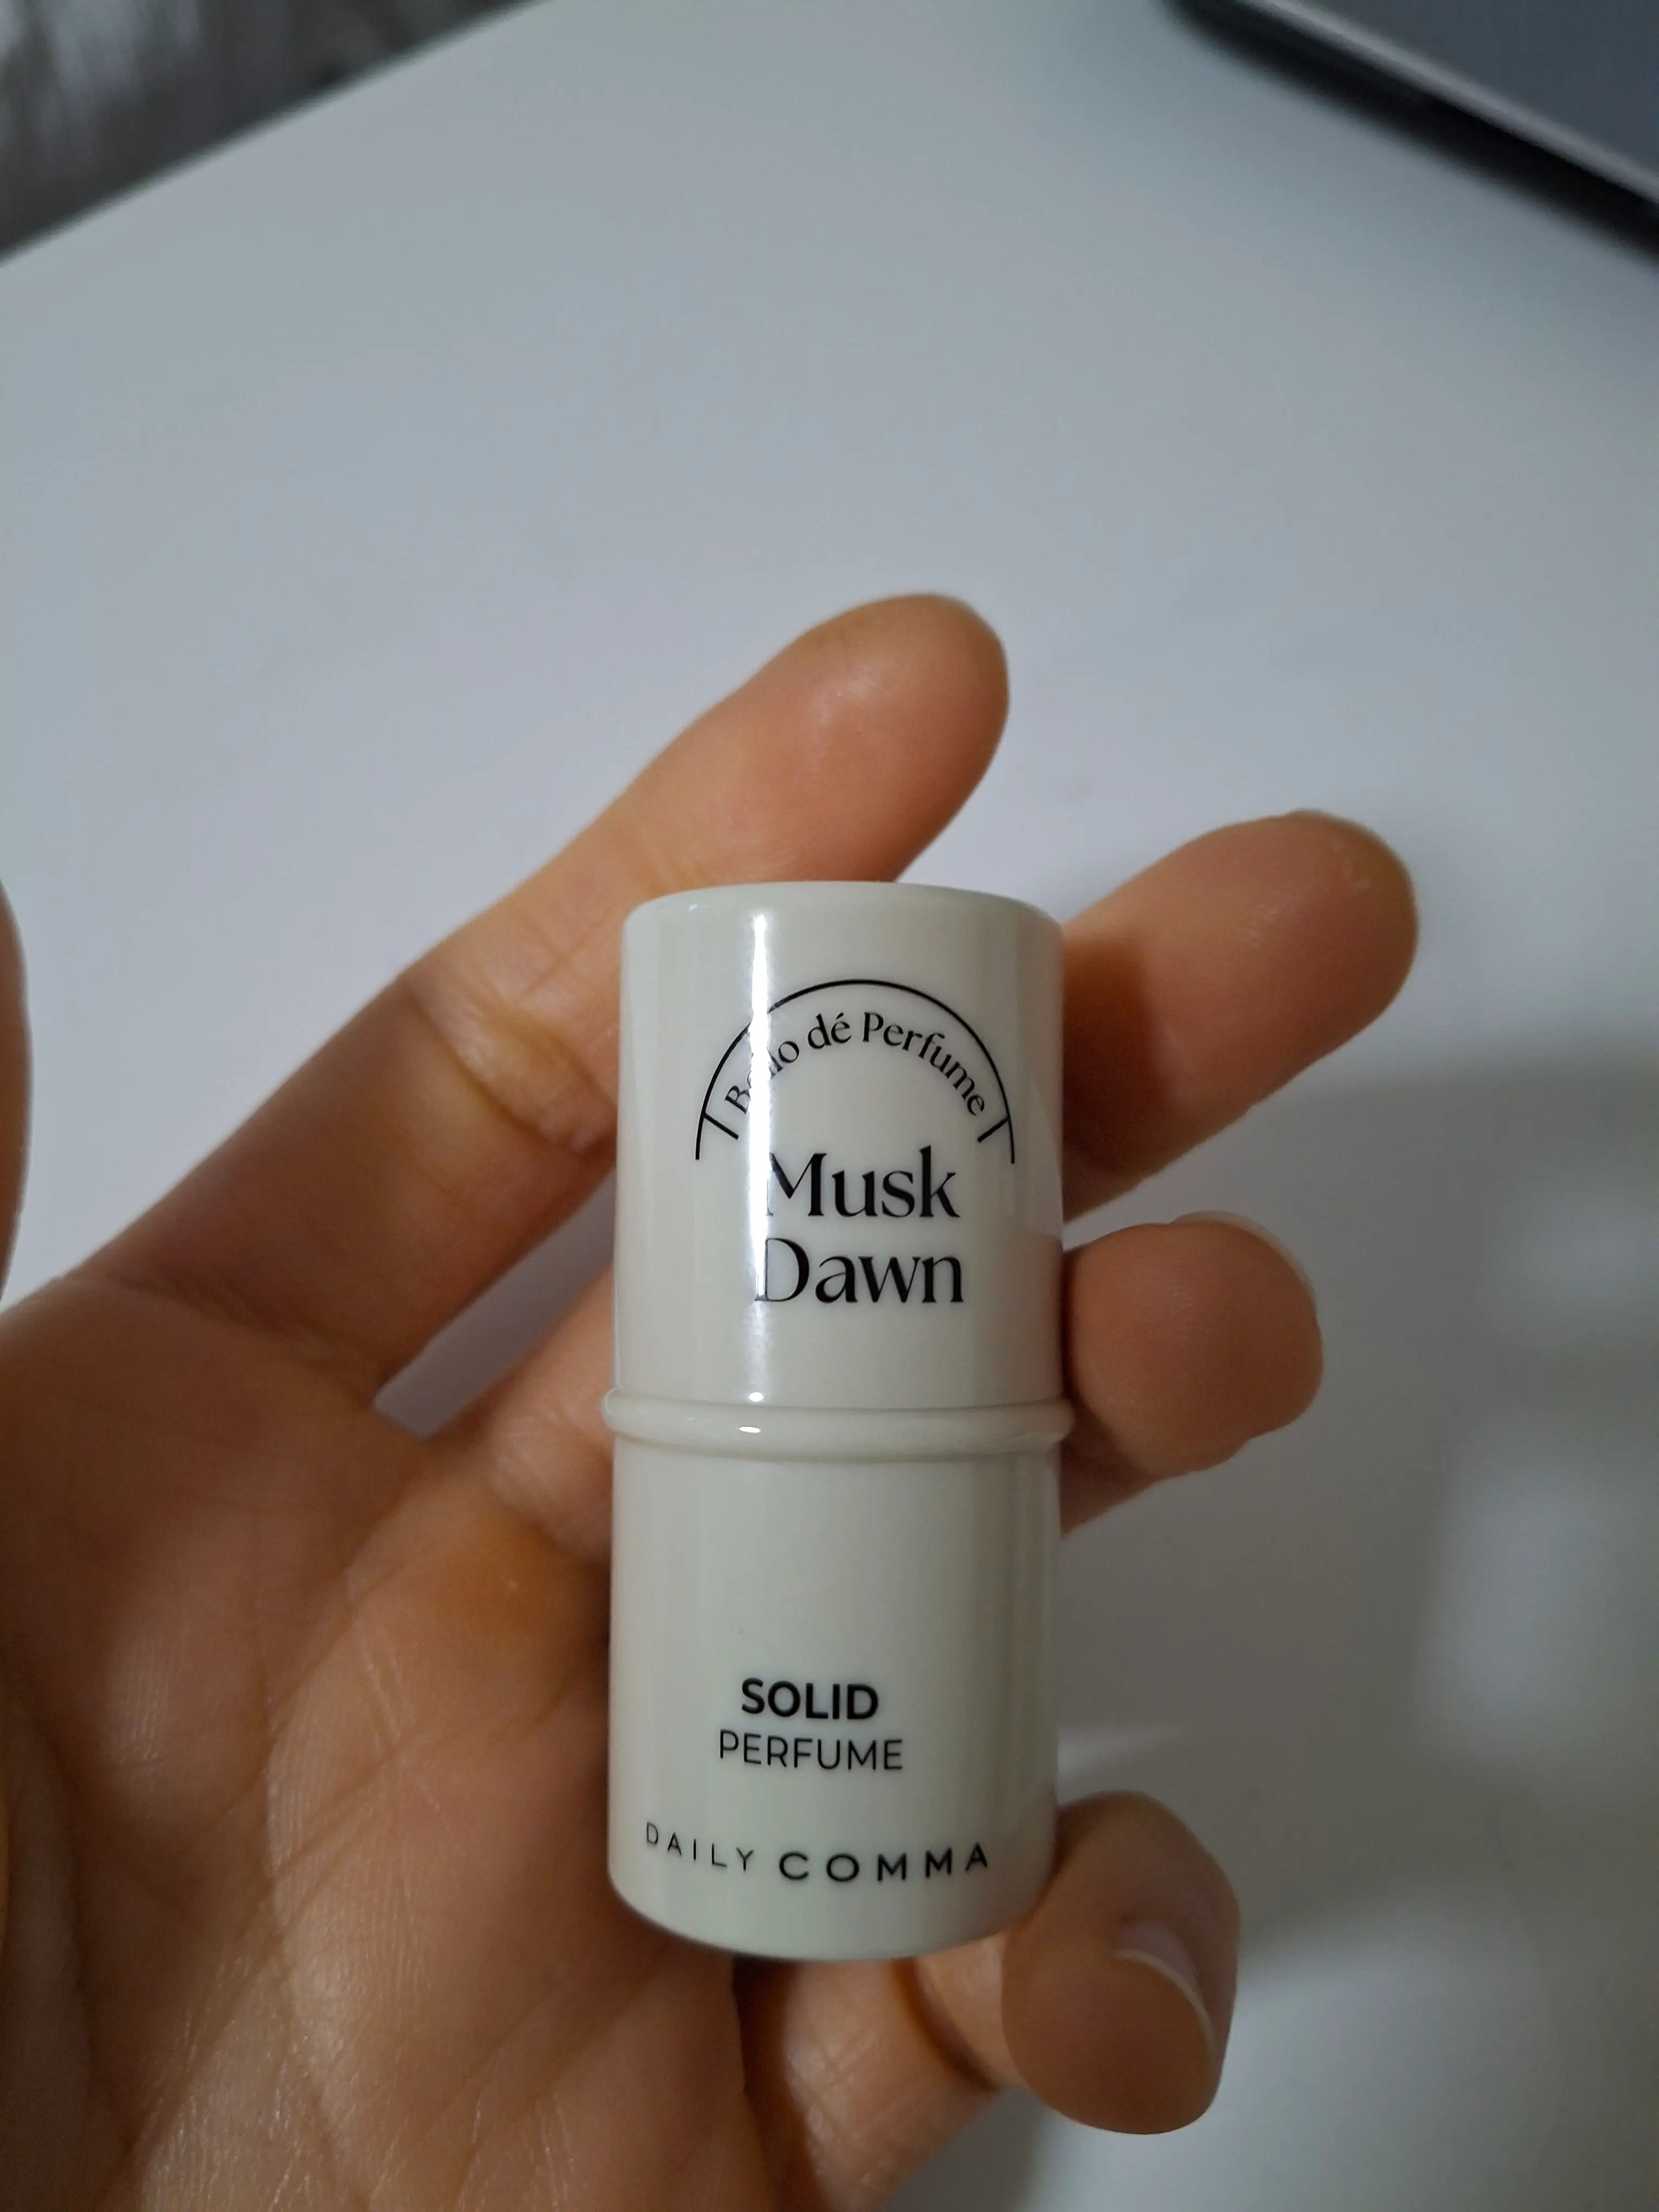 dé Perfume
Musk
Dawn
SOLID
PERFUME
DAILY COMMA